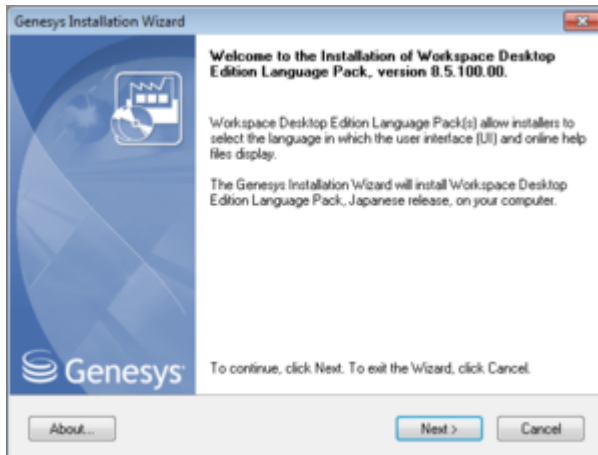 Genesys Installation Wizard
Welcome to the Installation of Workspace Desktop
Edition Language Pack, version 8.5.100.00.
Workspace Desktop Edition Language Pack(s) allow installers to
select the language in which the user interface (UI) and online help
files display.
The Genesys Installation Wizard will install Workspace Desktop
Edition Language Pack, Japanese release, on your computer.
Genesys
To continue, click Next. To exit the Wizard, click Cancel.
About...
Next >
Cancel